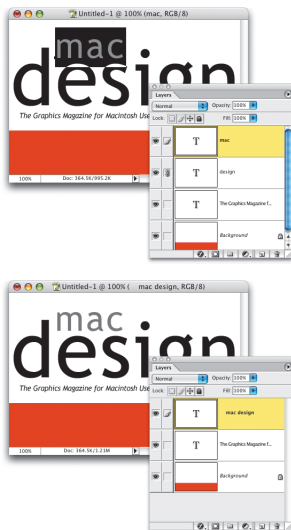 Untitled-1 @ 100% (mac, RGB/8)
mac
design
The Graphics Magazine for Macintosh Use
100% Doc: 364.5K/995.2K
Layers
Normal Opacity: 100%
Lock: Fill: 100%
T mac
T design
T The Graphics Magazine f...
Background
Untitled-1 @ 100% ( mac design, RGB/8)
mac
design
The Graphics Magazine for Macintosh Use
100% Doc: 364.5K/1.21M
Layers
Normal Opacity: 100%
Lock: Fill: 100%
T mac design
T The Graphics Magazine f...
Background